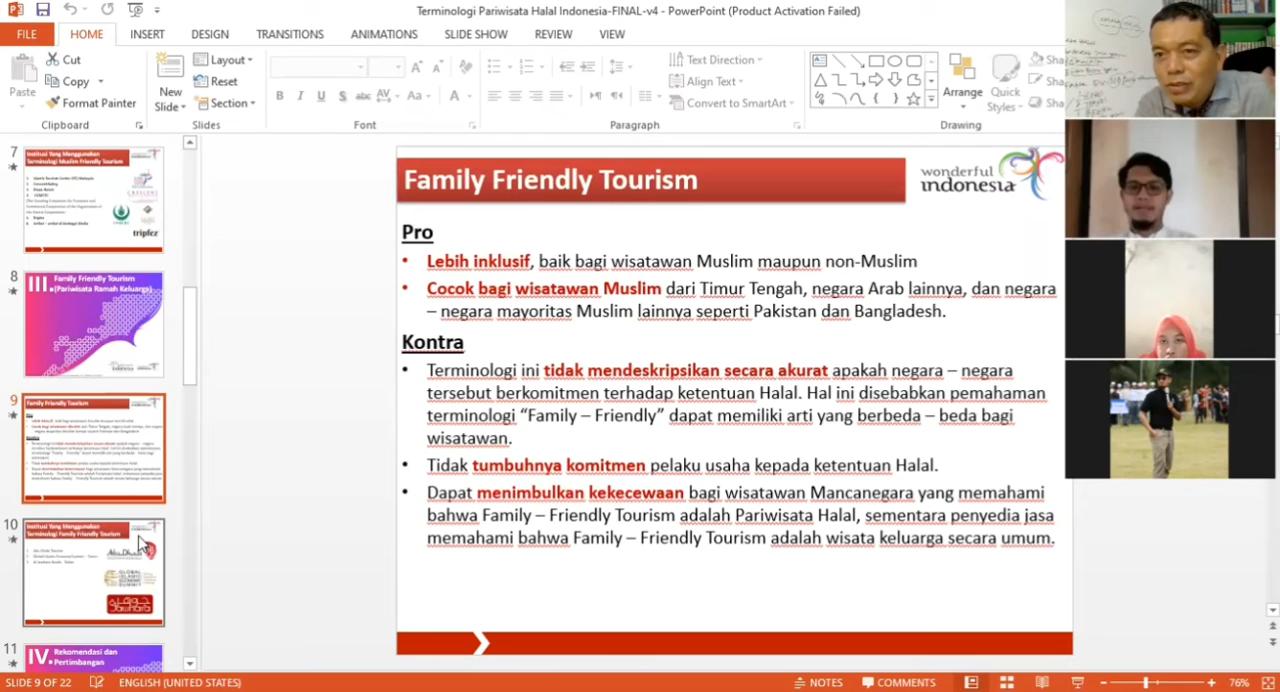 Terminologi Pariwisata Halal Indonesia-FINAL-v4 - PowerPoint (Product Activation Failed)
FILE HOME INSERT DESIGN TRANSITIONS ANIMATIONS SLIDE SHOW REVIEW VIEW
Paste
Cut
Copy
Format Painter
Clipboard
New
Slide
Layout
Reset
Section
Slides
B I U S abc AV Aa A
Font
Text Direction
Align Text
Convert to SmartArt
Paragraph
Arrange
Quick
Styles
Drawing
7
Institusi Yang Menggunakan
Terminologi Muslim Friendly Tourism
tripfez
8
III
Family Friendly Tourism
(Pariwisata Ramah Keluarga)
9
Family Friendly Tourism
10
Institusi Yang Menggunakan
Terminologi Family Friendly Tourism
11
IV
Rekomendasi dan
Pertimbangan
Family Friendly Tourism
wonderful
indonesia
Pro
• Lebih inklusif, baik bagi wisatawan Muslim maupun non-Muslim
• Cocok bagi wisatawan Muslim dari Timur Tengah, negara Arab lainnya, dan negara
– negara mayoritas Muslim lainnya seperti Pakistan dan Bangladesh.
Kontra
• Terminologi ini tidak mendeskripsikan secara akurat apakah negara – negara
tersebut berkomitmen terhadap ketentuan Halal. Hal ini disebabkan pemahaman
terminologi “Family – Friendly” dapat memiliki arti yang berbeda – beda bagi
wisatawan.
• Tidak tumbuhnya komitmen pelaku usaha kepada ketentuan Halal.
• Dapat menimbulkan kekecewaan bagi wisatawan Mancanegara yang memahami
bahwa Family – Friendly Tourism adalah Pariwisata Halal, sementara penyedia jasa
memahami bahwa Family – Friendly Tourism adalah wisata keluarga secara umum.
SLIDE 9 OF 22 ENGLISH (UNITED STATES) NOTES COMMENTS 76%